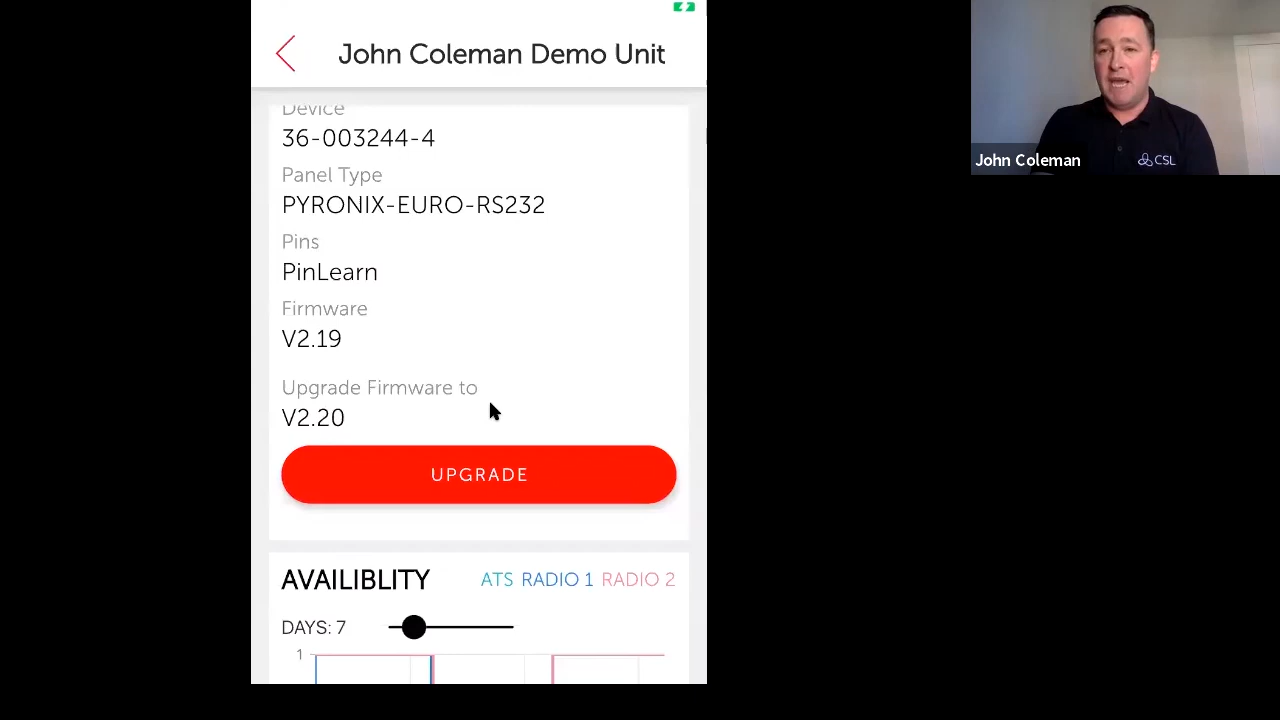 John Coleman Demo Unit
Device
36-003244-4
Panel Type
PYRONIX-EURO-RS232
Pins
PinLearn
Firmware
V2.19
Upgrade Firmware to
V2.20
UPGRADE
AVAILIBLITY ATS RADIO 1 RADIO 2
DAYS: 7
1
John Coleman
CSL